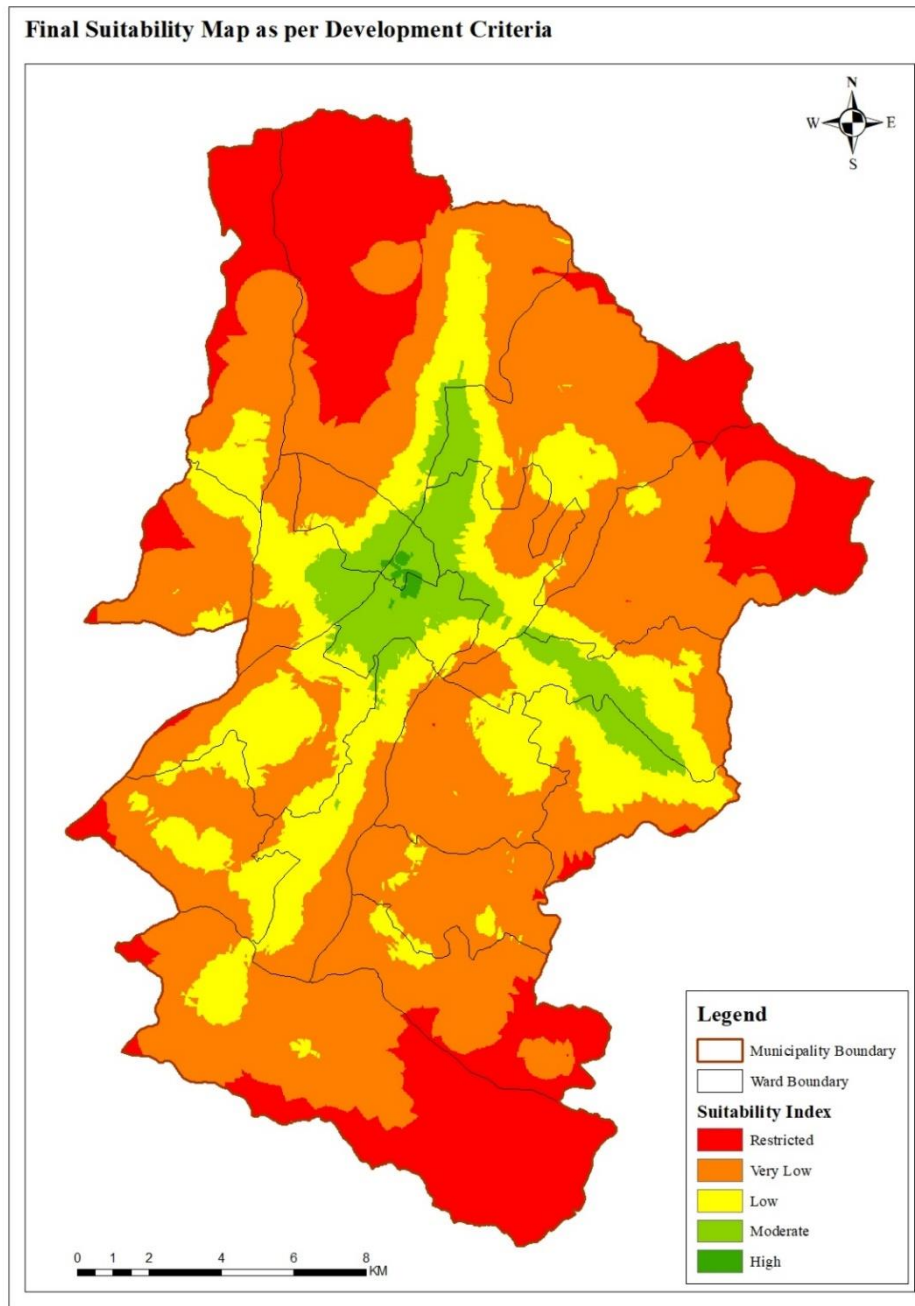 Final Suitability Map as per Development Criteria
N
W E
S
Legend
Municipality Boundary
Ward Boundary
Suitability Index
Restricted
Very Low
Low
Moderate
High
0 1 2 4 6 8
KM